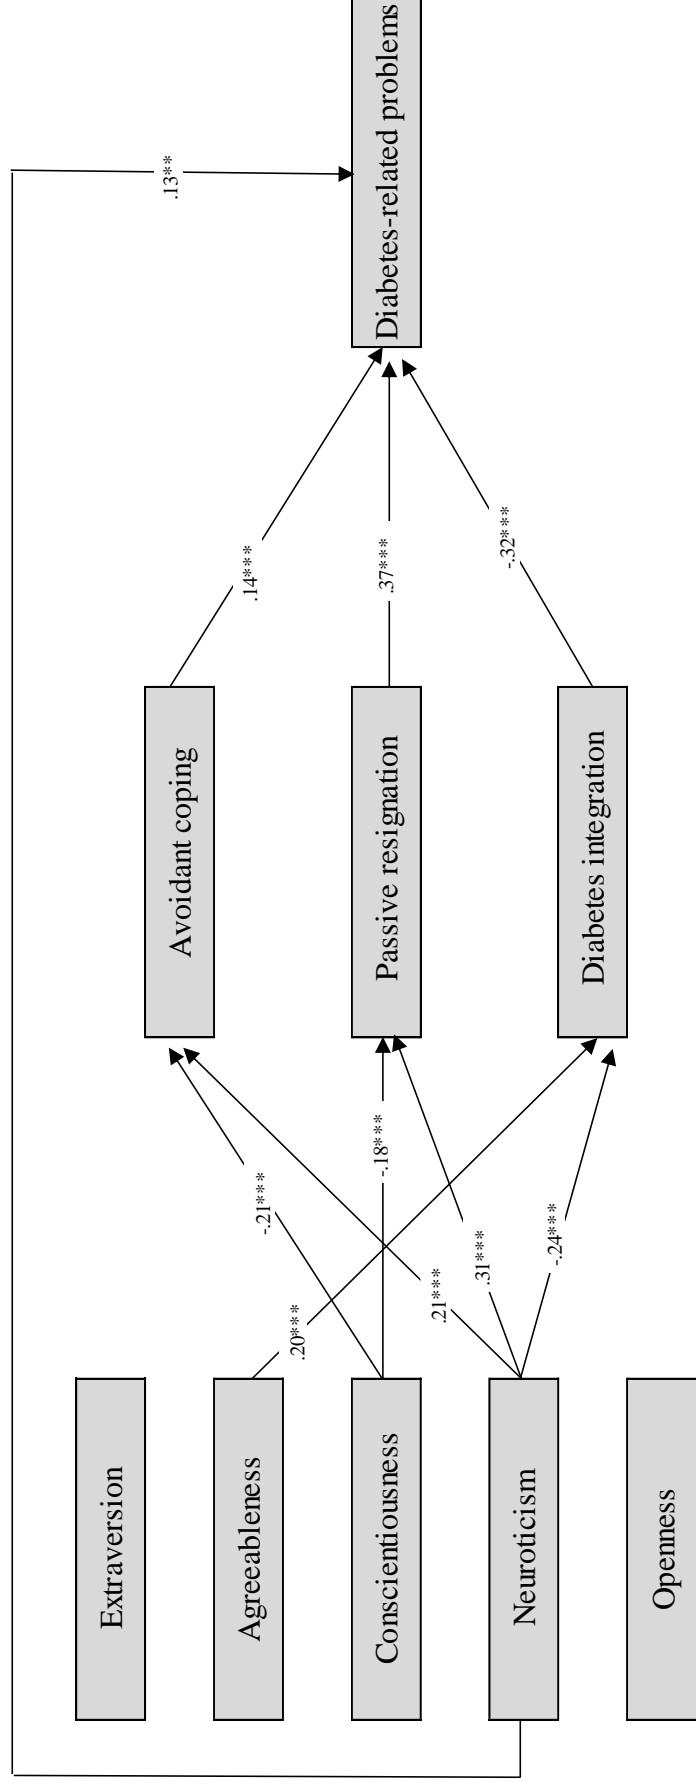 Extraversion
Agreeableness
Conscientiousness
Neuroticism
Openness
.20***
-.21***
.21***
-.18***
.31***
-.24***
Avoidant coping
Passive resignation
Diabetes integration
.14***
.37***
-.32***
.13**
Diabetes-related problems